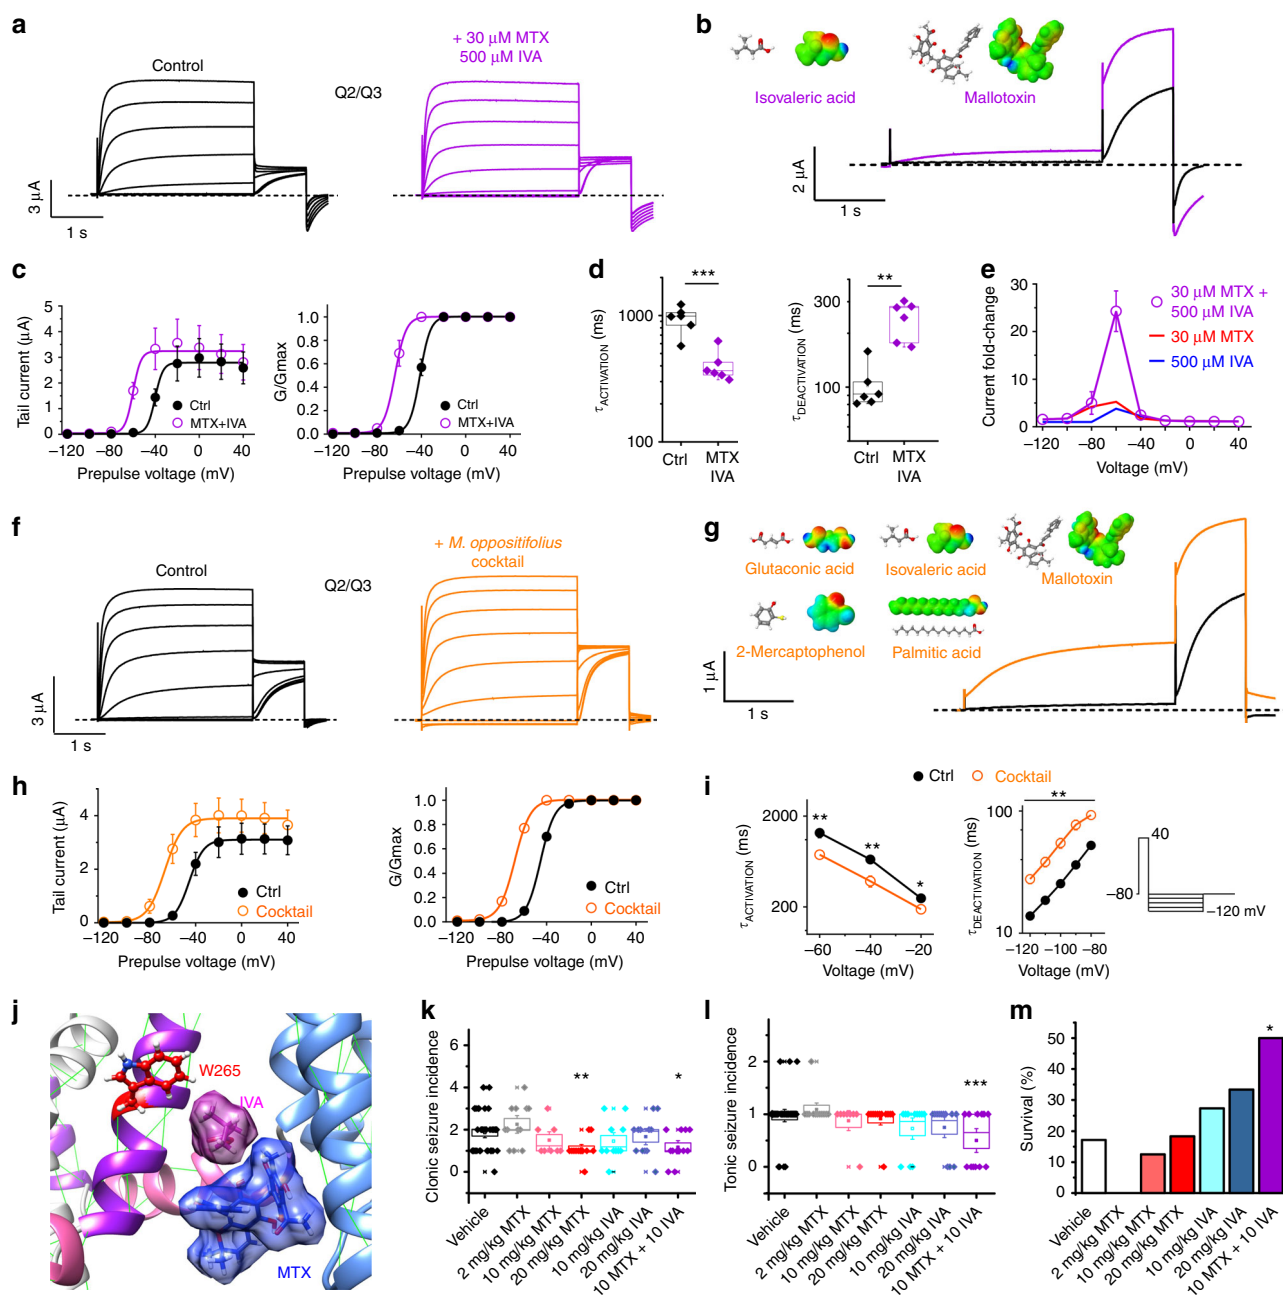 a
Control
Q2/Q3
+ 30 μM MTX
500 μM IVA
3 μA
1 s
b
Isovaleric acid
Mallotoxin
2 μA
1 s
c
Tail current (μA)
5
4
3
2
1
0
−120
−80
−40
0
40
Prepulse voltage (mV)
Ctrl
MTX+IVA
G/Gmax
1.0
0.8
0.6
0.4
0.2
0.0
−120
−80
−40
0
40
Prepulse voltage (mV)
Ctrl
MTX+IVA
d
τACTIVATION (ms)
1000
100
***
Ctrl
MTX
IVA
τDEACTIVATION (ms)
300
100
**
Ctrl
MTX
IVA
e
Current fold-change
30
20
10
0
−120
−80
−40
0
40
Voltage (mV)
30 μM MTX +
500 μM IVA
30 μM MTX
500 μM IVA
f
Control
Q2/Q3
+ M. oppositifolius
cocktail
3 μA
1 s
g
Glutaconic acid
Isovaleric acid
Mallotoxin
2-Mercaptophenol
Palmitic acid
1 μA
1 s
h
Tail current (μA)
4
2
0
−120
−80
−40
0
40
Prepulse voltage (mV)
Ctrl
Cocktail
G/Gmax
1.0
0.8
0.6
0.4
0.2
0.0
−120
−80
−40
0
40
Prepulse voltage (mV)
Ctrl
Cocktail
i
Ctrl
Cocktail
τACTIVATION (ms)
2000
200
**
**
*
−60
−40
−20
Voltage (mV)
τDEACTIVATION (ms)
100
10
**
−120
−100
−80
Voltage (mV)
40
−80
−120 mV
j
W265
IVA
MTX
k
Clonic seizure incidence
6
4
2
0
**
*
Vehicle
2 mg/kg MTX
10 mg/kg MTX
20 mg/kg MTX
10 mg/kg IVA
20 mg/kg IVA
10 MTX + 10 IVA
l
Tonic seizure incidence
2
1
0
***
Vehicle
2 mg/kg MTX
10 mg/kg MTX
20 mg/kg MTX
10 mg/kg IVA
20 mg/kg IVA
10 MTX + 10 IVA
m
Survival (%)
50
40
30
20
10
0
*
Vehicle
2 mg/kg MTX
10 mg/kg MTX
20 mg/kg MTX
10 mg/kg IVA
20 mg/kg IVA
10 MTX + 10 IVA